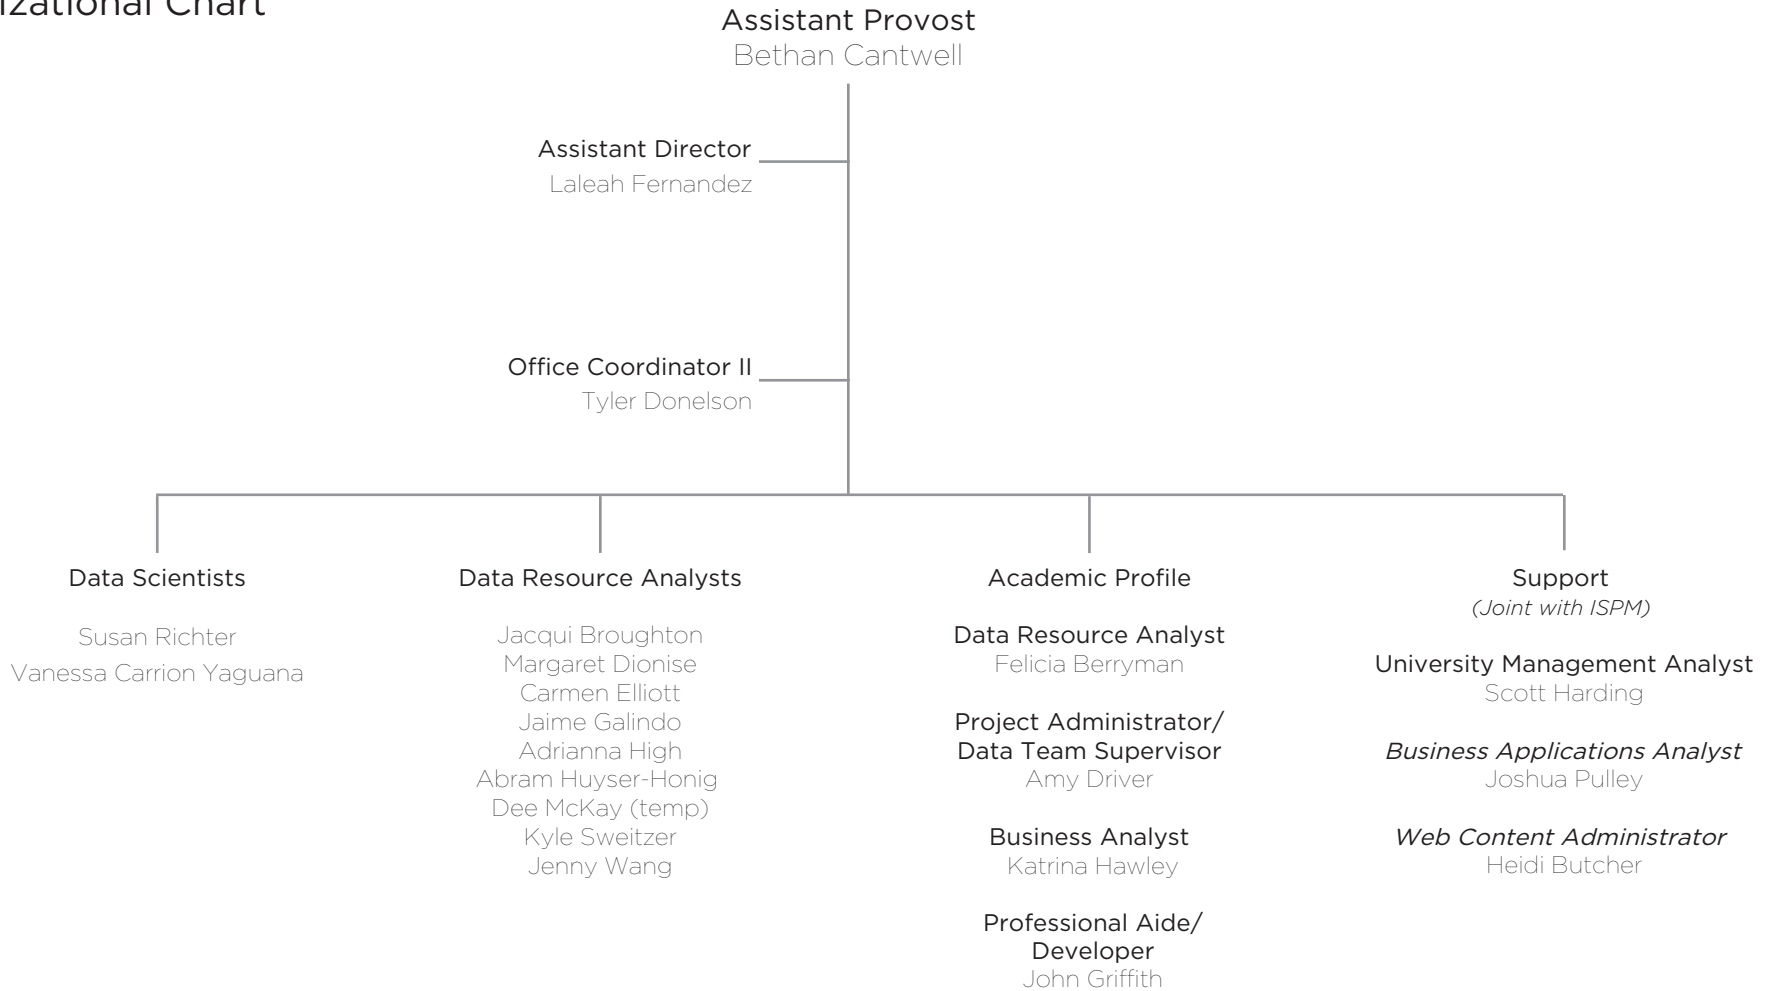 izational Chart
Assistant Provost
Bethan Cantwell
Assistant Director
Laleah Fernandez
Office Coordinator II
Tyler Donelson
Data Scientists
Susan Richter
Vanessa Carrion Yaguana
Data Resource Analysts
Jacqui Broughton
Margaret Dionise
Carmen Elliott
Jaime Galindo
Adrianna High
Abram Huyser-Honig
Dee McKay (temp)
Kyle Sweitzer
Jenny Wang
Academic Profile
Data Resource Analyst
Felicia Berryman
Project Administrator/
Data Team Supervisor
Amy Driver
Business Analyst
Katrina Hawley
Professional Aide/
Developer
John Griffith
Support
(Joint with ISPM)
University Management Analyst
Scott Harding
Business Applications Analyst
Joshua Pulley
Web Content Administrator
Heidi Butcher